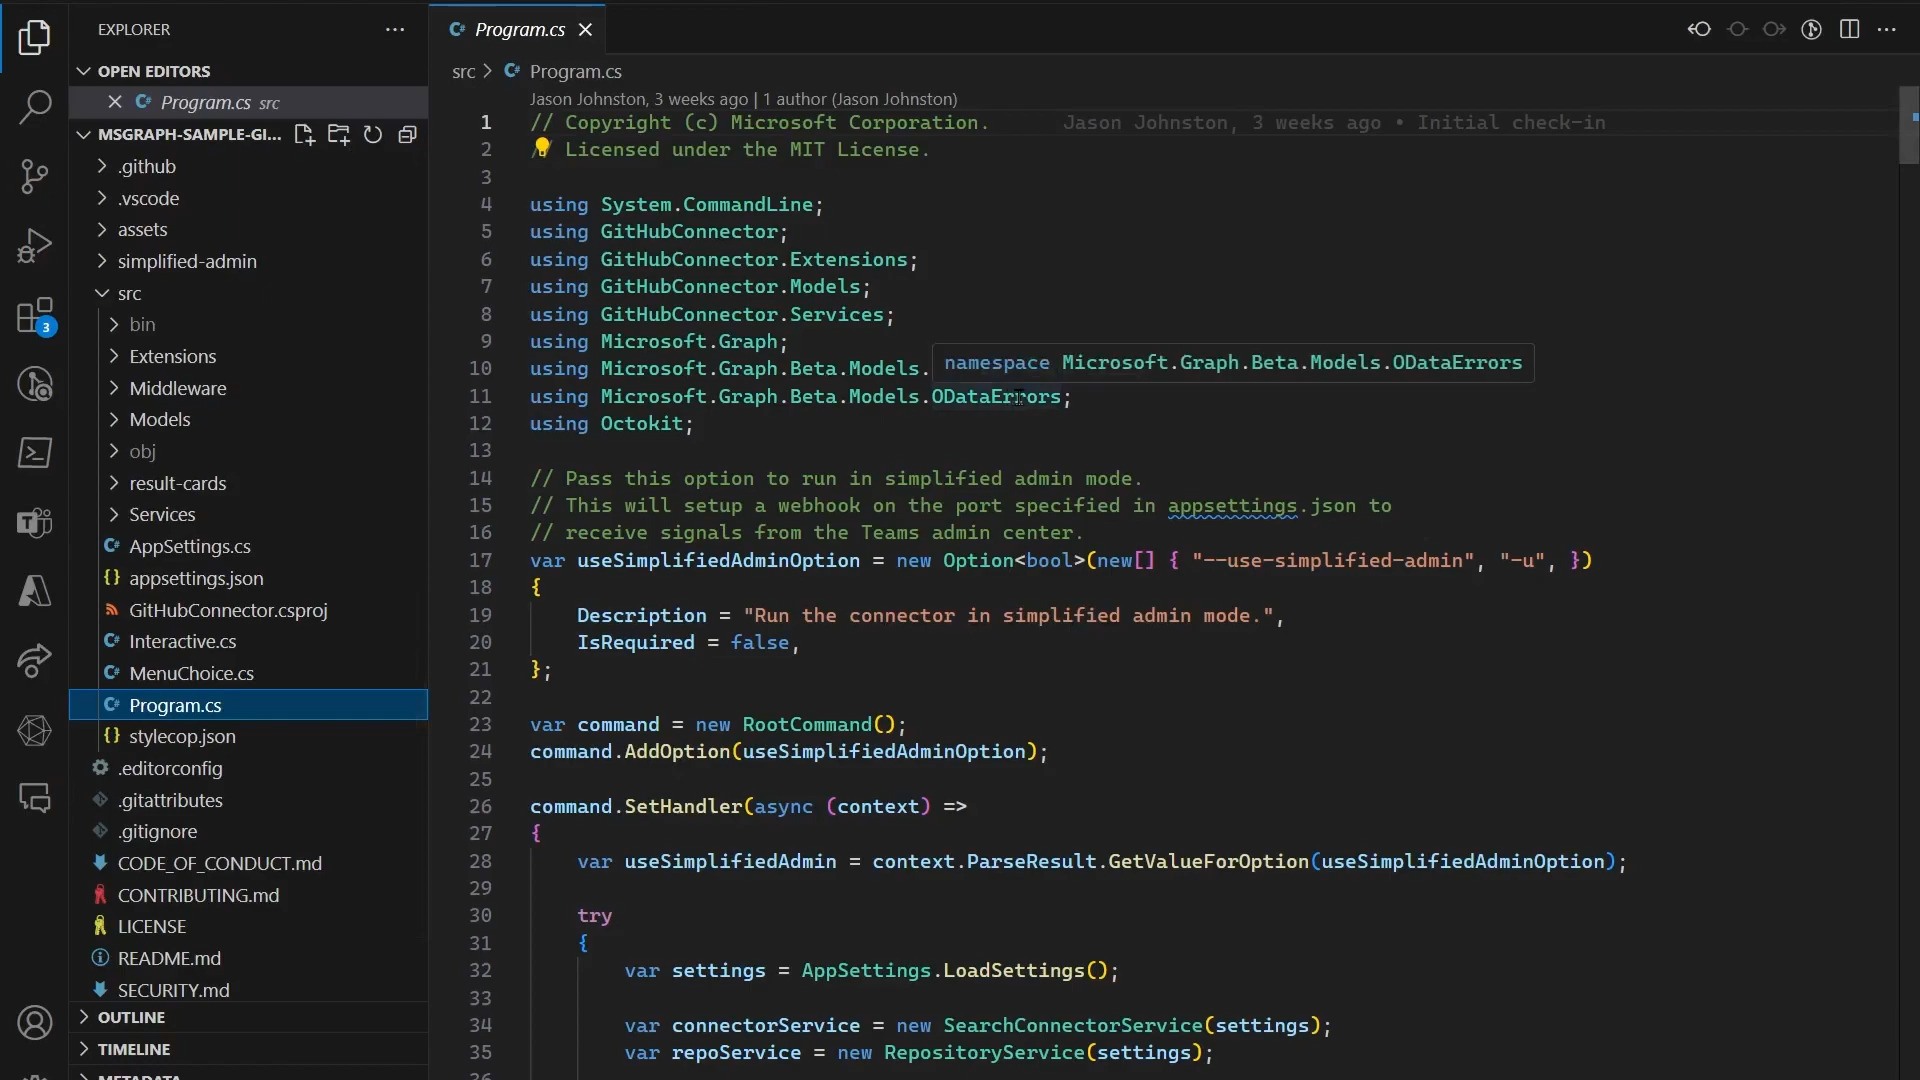 EXPLORER
OPEN EDITORS
Program.cs src
MSGRAPH-SAMPLE-GI...
.github
.vscode
assets
simplified-admin
src
bin
Extensions
Middleware
Models
obj
result-cards
Services
AppSettings.cs
appsettings.json
GitHubConnector.csproj
Interactive.cs
MenuChoice.cs
Program.cs
stylecop.json
.editorconfig
.gitattributes
.gitignore
CODE_OF_CONDUCT.md
CONTRIBUTING.md
LICENSE
README.md
SECURITY.md
OUTLINE
TIMELINE
METADATA
3
Program.cs
src > Program.cs
Jason Johnston, 3 weeks ago | 1 author (Jason Johnston)
1 // Copyright (c) Microsoft Corporation. Jason Johnston, 3 weeks ago • Initial check-in
2 // Licensed under the MIT License.
3
4 using System.CommandLine;
5 using GitHubConnector;
6 using GitHubConnector.Extensions;
7 using GitHubConnector.Models;
8 using GitHubConnector.Services;
9 using Microsoft.Graph;
namespace Microsoft.Graph.Beta.Models.ODataErrors
10 using Microsoft.Graph.Beta.Models.
11 using Microsoft.Graph.Beta.Models.ODataErrors;
12 using Octokit;
13
14 // Pass this option to run in simplified admin mode.
15 // This will setup a webhook on the port specified in appsettings.json to
16 // receive signals from the Teams admin center.
17 var useSimplifiedAdminOption = new Option<bool>(new[] { "--use-simplified-admin", "-u", })
18 {
19 Description = "Run the connector in simplified admin mode.",
20 IsRequired = false,
21 };
22
23 var command = new RootCommand();
24 command.AddOption(useSimplifiedAdminOption);
25
26 command.SetHandler(async (context) =>
27 {
28 var useSimplifiedAdmin = context.ParseResult.GetValueForOption(useSimplifiedAdminOption);
29
30 try
31 {
32 var settings = AppSettings.LoadSettings();
33
34 var connectorService = new SearchConnectorService(settings);
35 var repoService = new RepositoryService(settings);
36